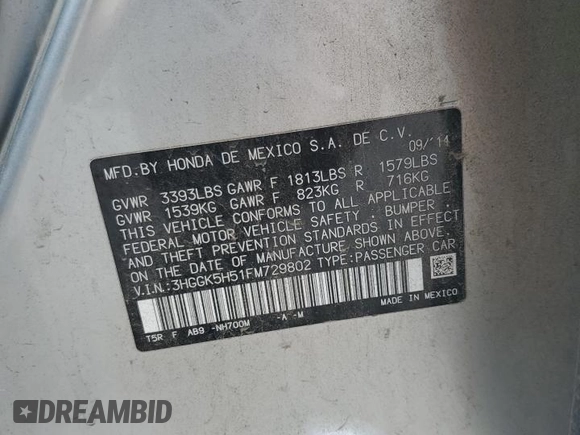 MFD.BY HONDA DE MEXICO S.A. DE C.V. 09/'14
GVWR 3393LBS GAWR F 1813LBS R 1579LBS
GVWR 1539KG GAWR F 823KG R 716KG
THIS VEHICLE CONFORMS TO ALL APPLICABLE
FEDERAL MOTOR VEHICLE SAFETY , BUMPER ,
AND THEFT PREVENTION STANDARDS IN EFFECT
ON THE DATE OF MANUFACTURE SHOWN ABOVE.
V.I.N:3HGGK5H51FM729802 TYPE:PASSENGER CAR
T5R F AB9 -NH700M -A -M MADE IN MEXICO
DREAMBID